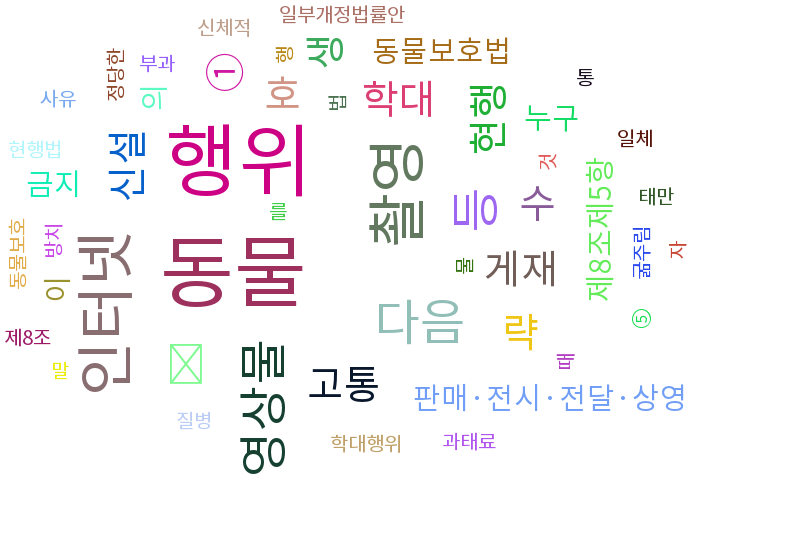 일부개정법률안
신체적
행
생
동물보호법
정당한
부과
①
통
사유
의
호
법
학대
현행
누구
일체
현행법
신설
행위
촬영
것
금지
를
등
수
제8조제5항
태만
동물보호
방치
이
인터넷
동물
물
게재
굶주림
자
제8조
다음
략
⑤
말
영상물
고통
때
판매·전시·전달·상영
질병
학대행위
과태료